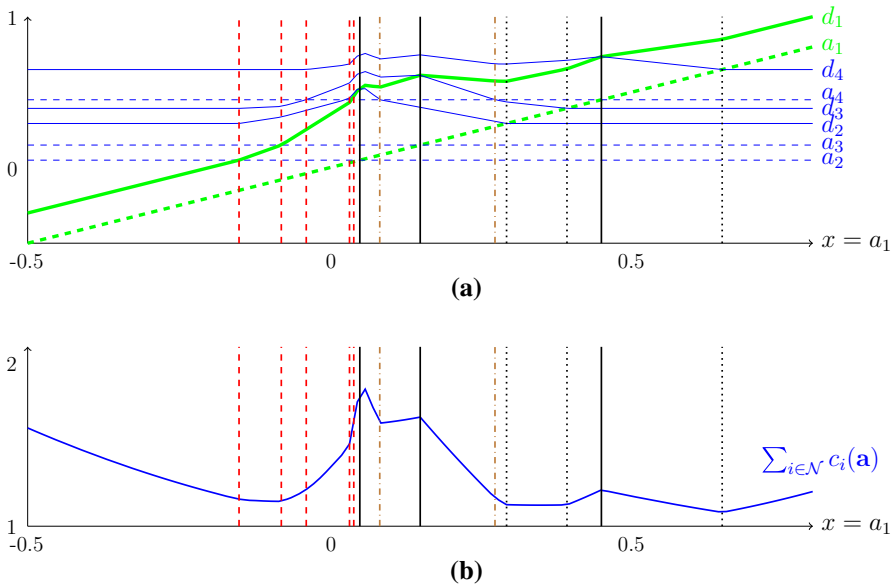 1
d₁
a₁
d₄
a₄
d₃
d₂
a₃
a₂
0
x = a₁
-0.5
0
0.5
(a)
2
∑_{i∈𝒩} c_i(𝐚)
1
x = a₁
-0.5
0
0.5
(b)